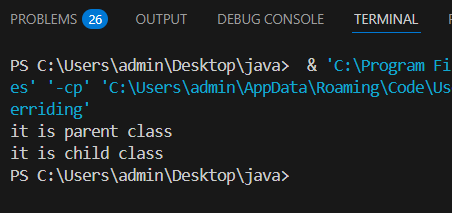 PROBLEMS 26 OUTPUT DEBUG CONSOLE TERMINAL
PS C:\Users\admin\Desktop\java>  & 'C:\Program Fi
es' '-cp' 'C:\Users\admin\AppData\Roaming\Code\Us
erriding'
it is parent class
it is child class
PS C:\Users\admin\Desktop\java>